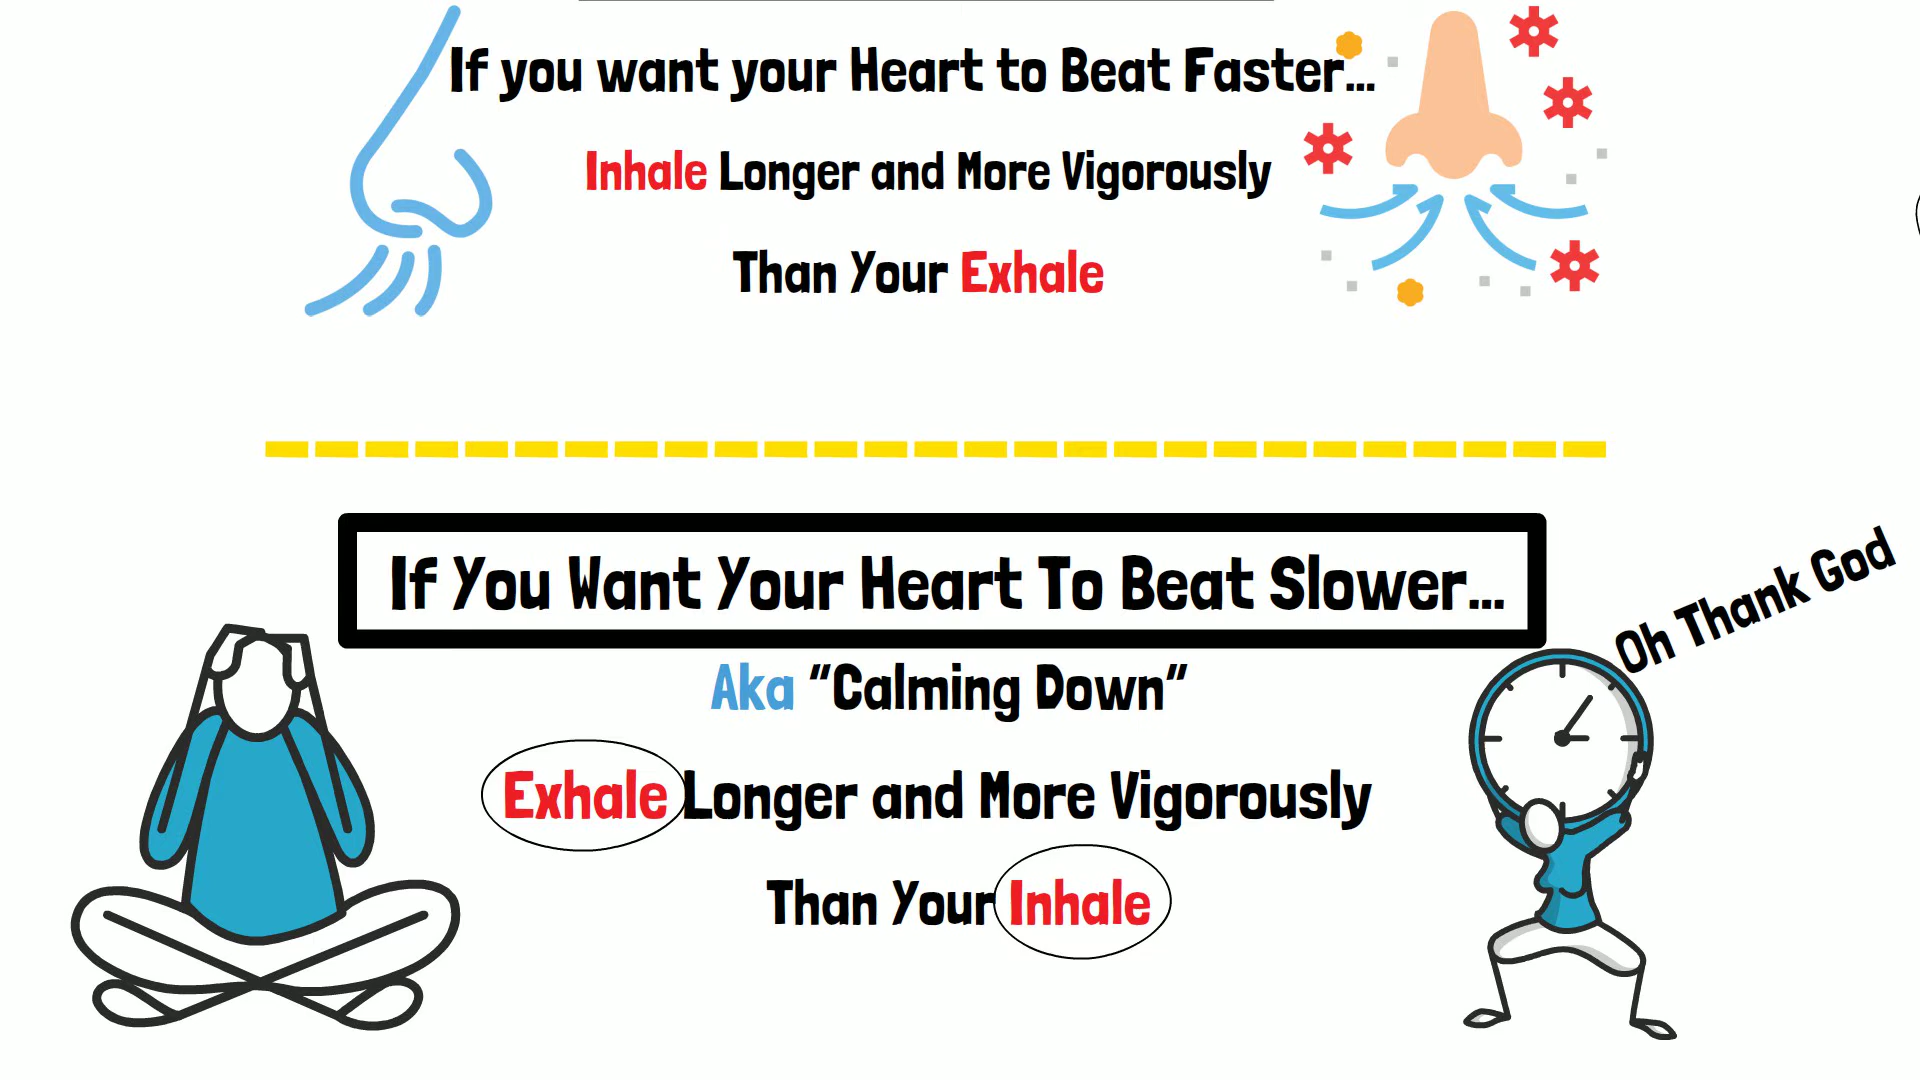 If you want your Heart to Beat Faster...
Inhale Longer and More Vigorously
Than Your Exhale
If You Want Your Heart To Beat Slower...
Oh Thank God
Aka "Calming Down"
Exhale Longer and More Vigorously
Than Your Inhale